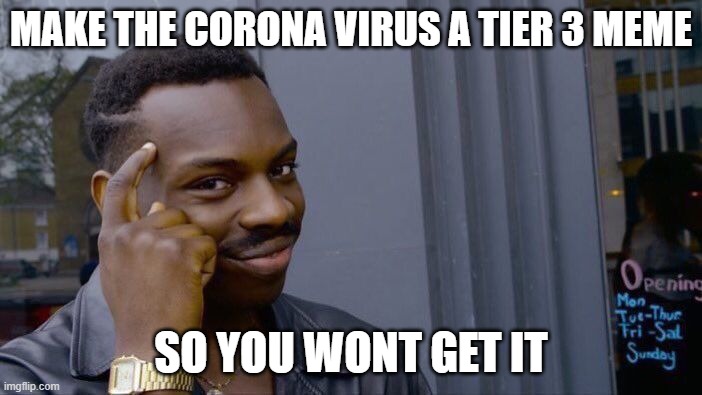 MAKE THE CORONA VIRUS A TIER 3 MEME
Opening
Mon
Tue-Thur
Fri-Sat
Sunday
SO YOU WONT GET IT
imgflip.com